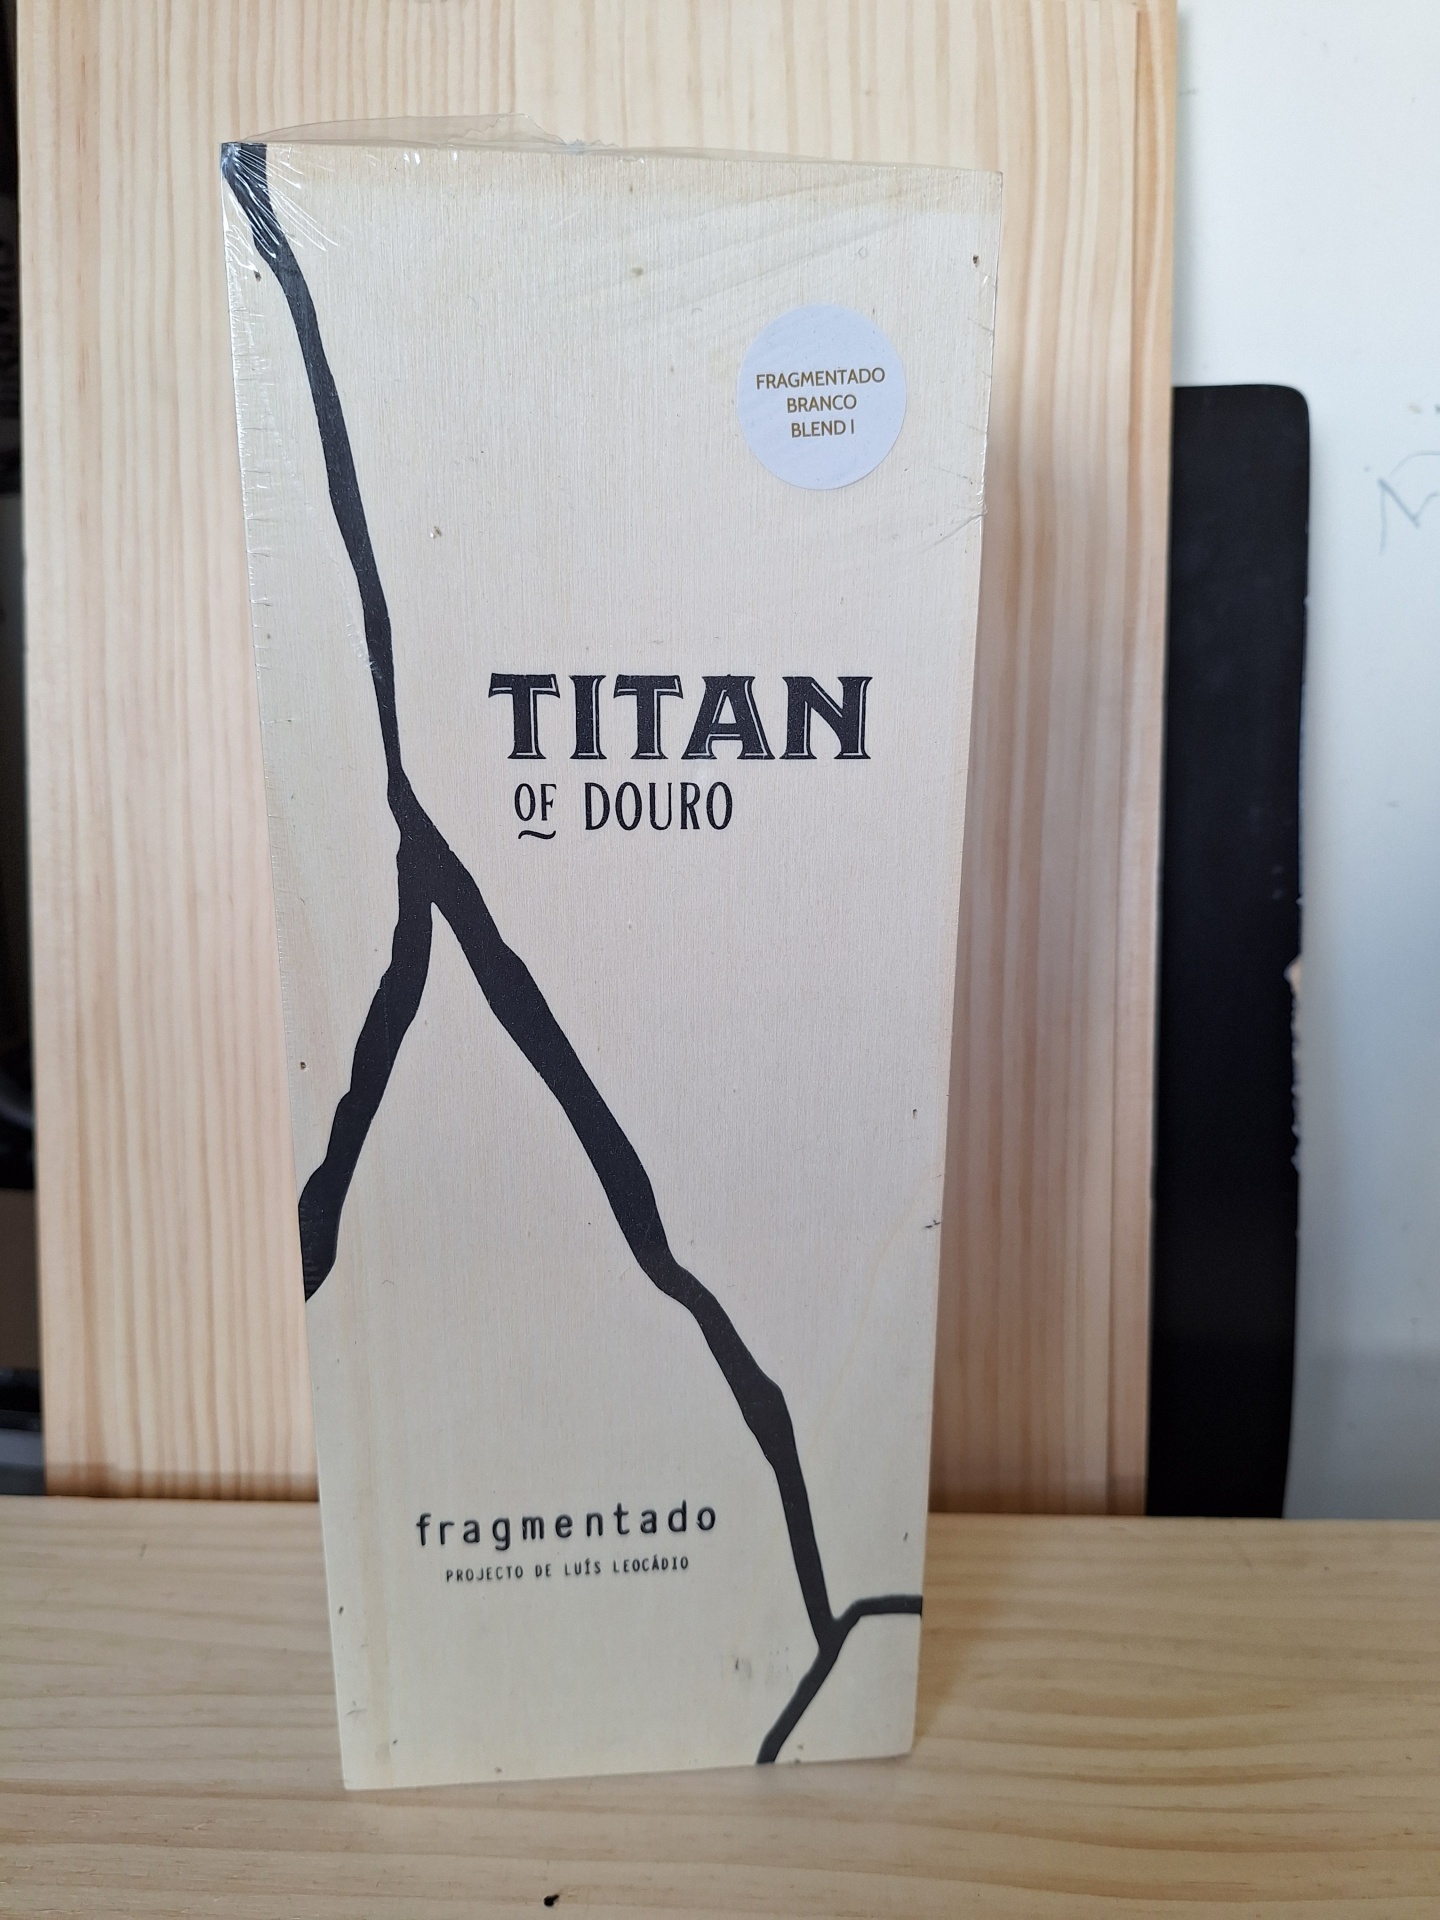 FRAGMENTADO
BRANCO
BLEND I
TITAN
OF DOURO
fragmentado
PROJECTO DE LUÍS LEOCÁDIO